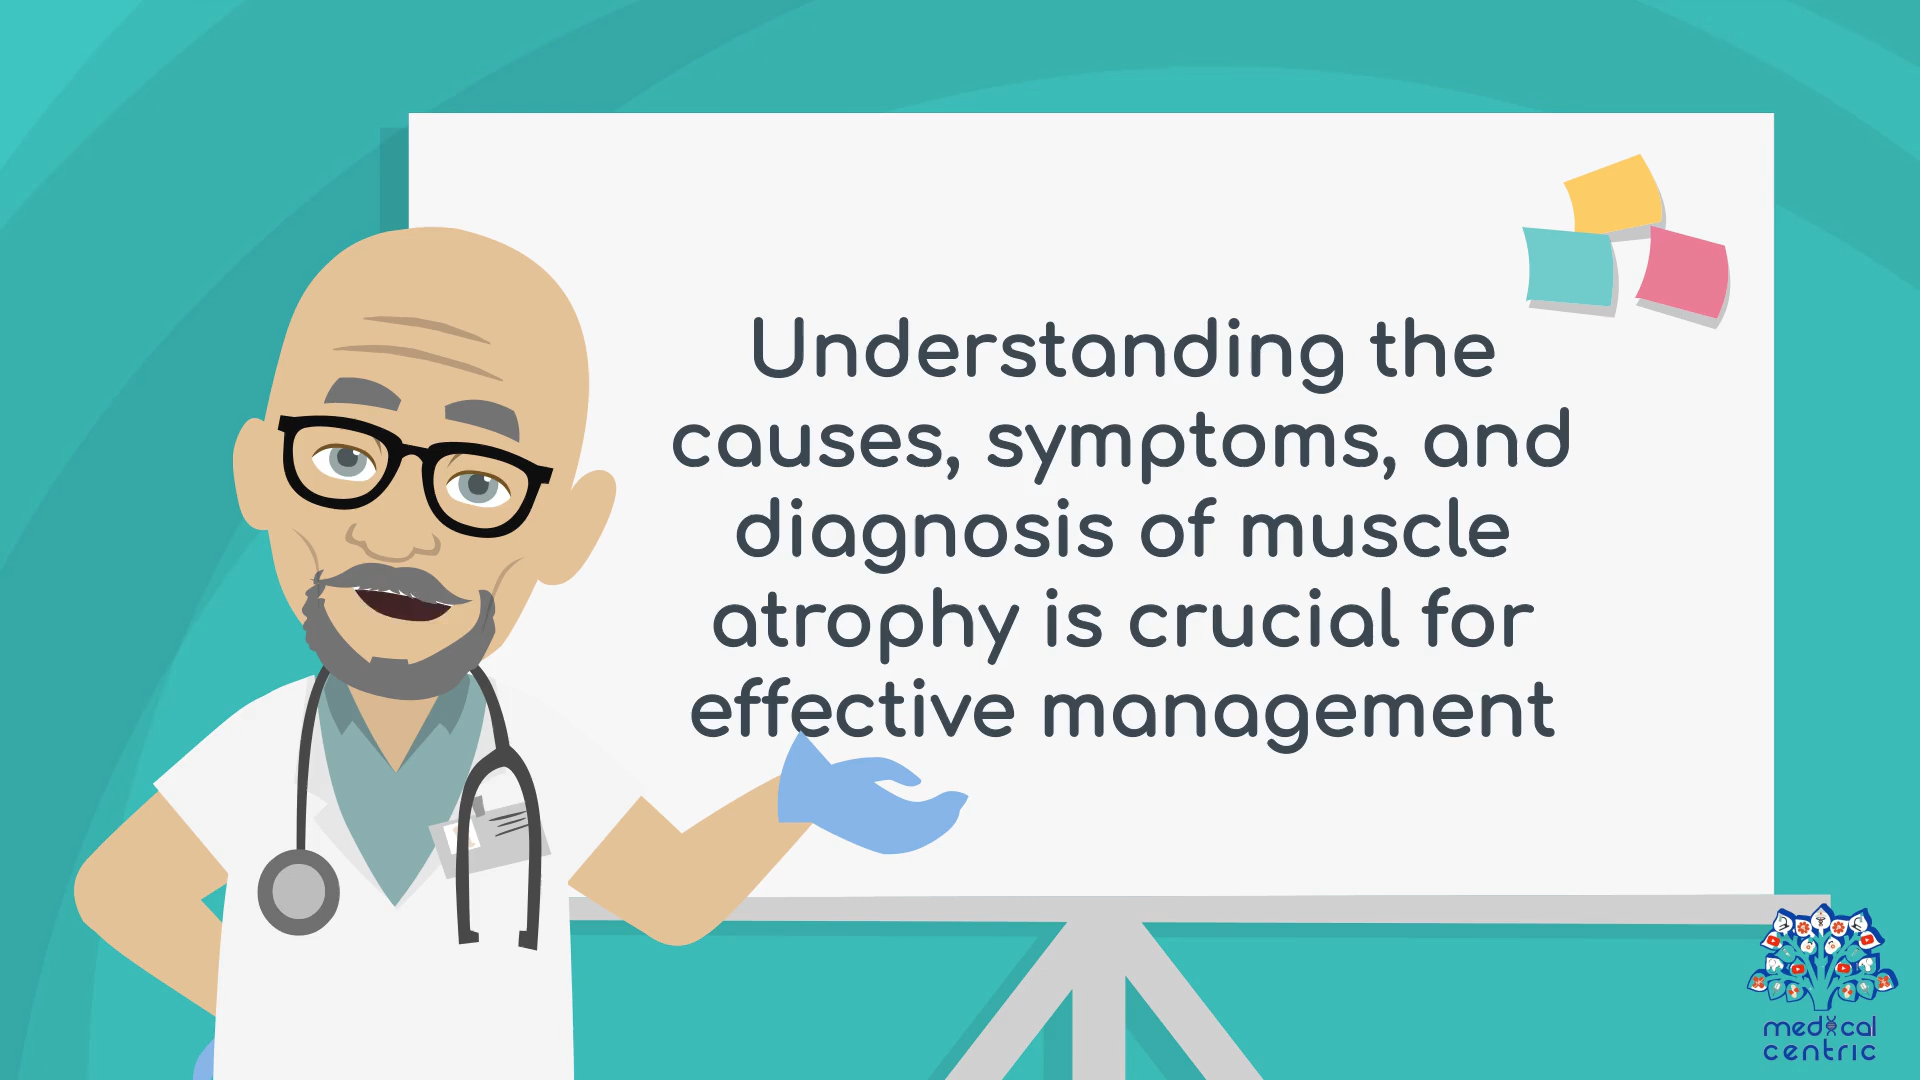 Understanding the
causes, symptoms, and
diagnosis of muscle
atrophy is crucial for
effective management
medical
centric